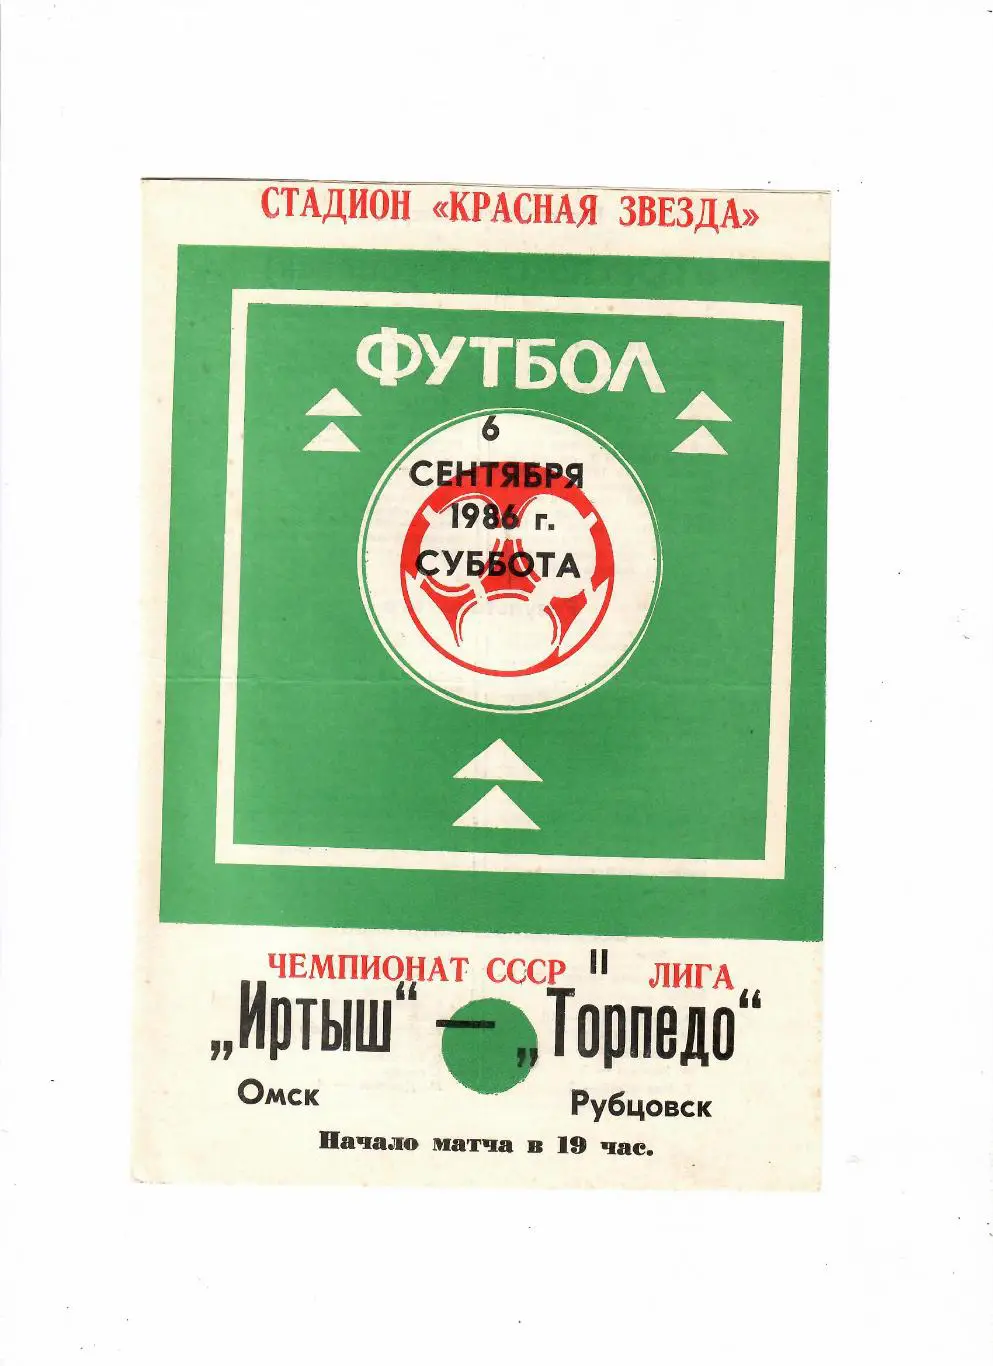 СТАДИОН «КРАСНАЯ ЗВЕЗДА»
ФУТБОЛ
6
СЕНТЯБРЯ
1986 г.
СУББОТА
ЧЕМПИОНАТ СССР II ЛИГА
„Иртыш“ — „Торпедо“
Омск Рубцовск
Начало матча в 19 час.